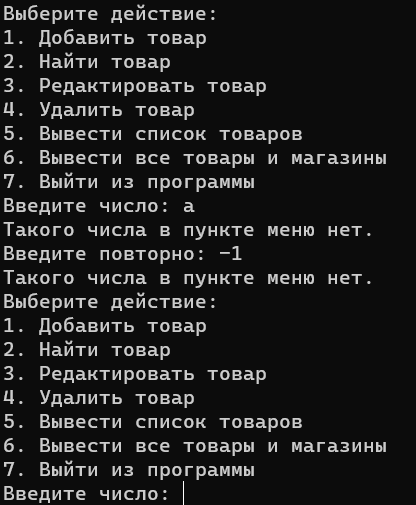 Выберите действие:
1. Добавить товар
2. Найти товар
3. Редактировать товар
4. Удалить товар
5. Вывести список товаров
6. Вывести все товары и магазины
7. Выйти из программы
Введите число: а
Такого числа в пункте меню нет.
Введите повторно: -1
Такого числа в пункте меню нет.
Выберите действие:
1. Добавить товар
2. Найти товар
3. Редактировать товар
4. Удалить товар
5. Вывести список товаров
6. Вывести все товары и магазины
7. Выйти из программы
Введите число: